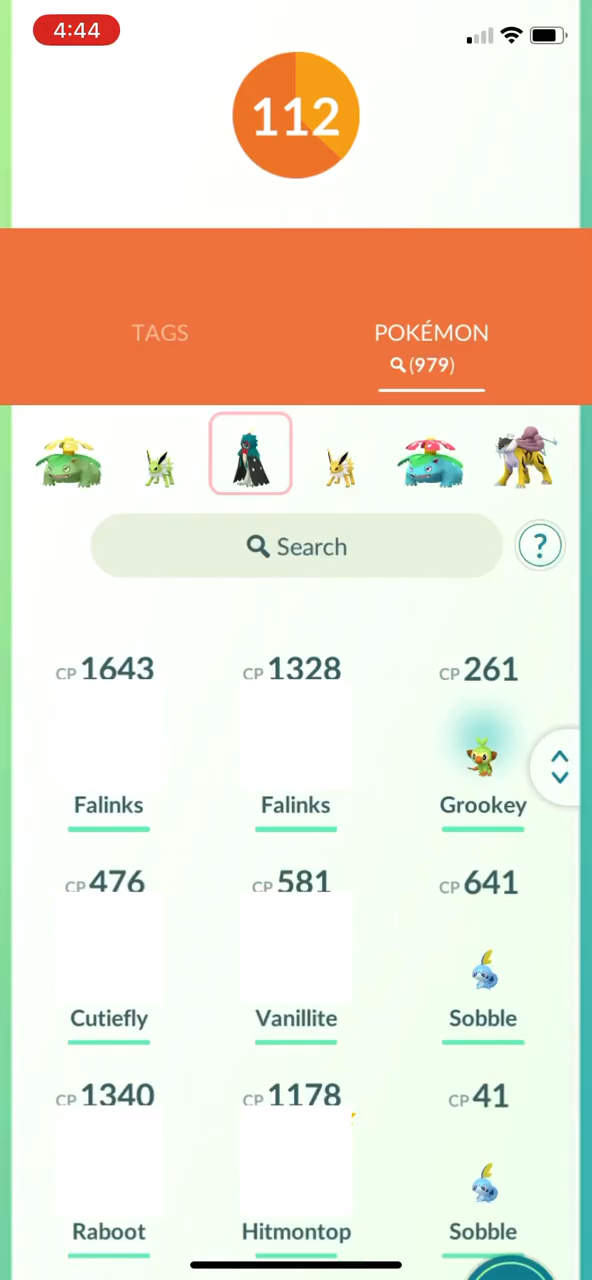 4:44
112
TAGS
POKÉMON
(979)
Search
?
CP 1643
CP 1328
CP 261
Falinks
Falinks
Grookey
CP 476
CP 581
CP 641
Cutiefly
Vanillite
Sobble
CP 1340
CP 1178
CP 41
Raboot
Hitmontop
Sobble